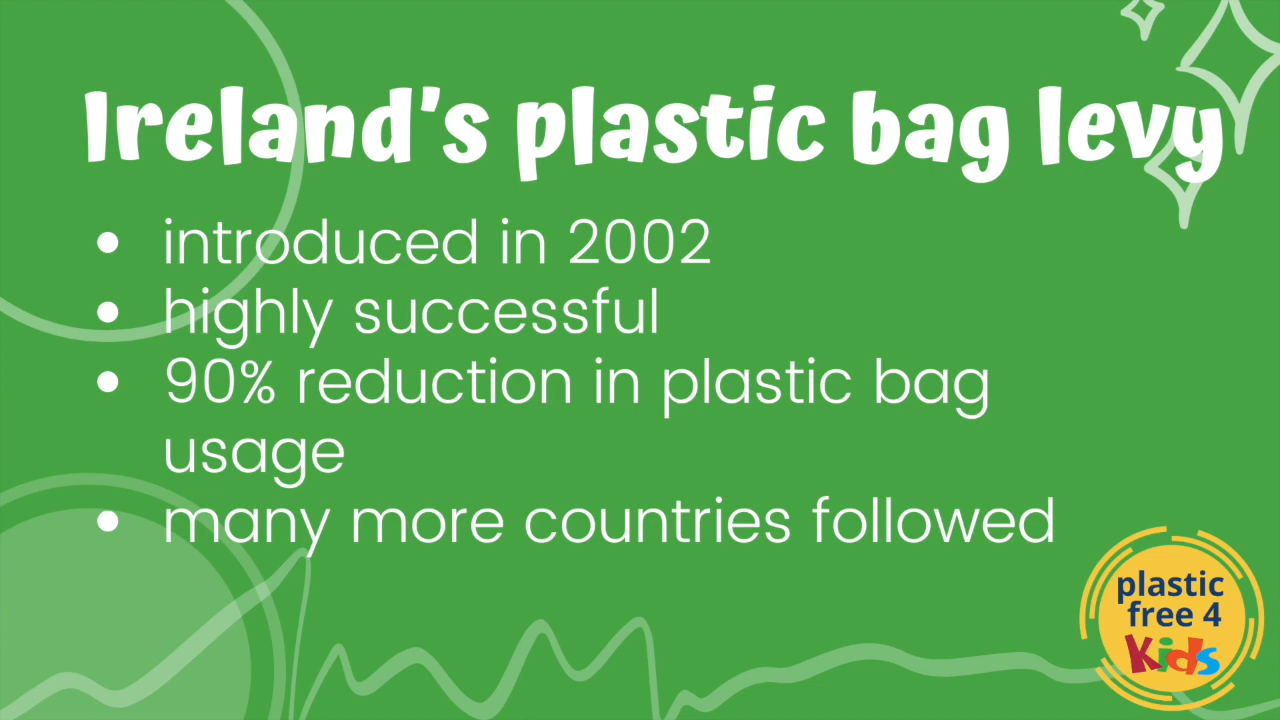 Ireland's plastic bag levy
• introduced in 2002
• highly successful
• 90% reduction in plastic bag
usage
• many more countries followed
plastic
free 4
Kids